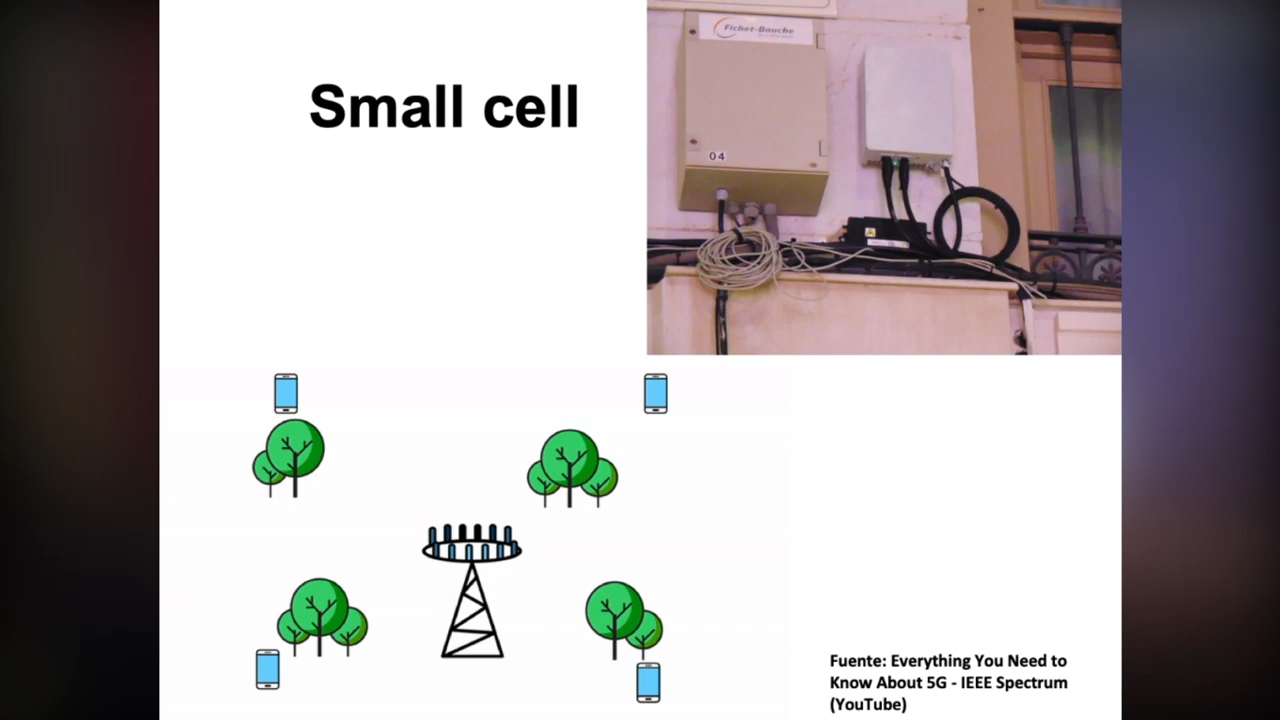 Small cell
Fichet-Bauche
04
Fuente: Everything You Need to
Know About 5G - IEEE Spectrum
(YouTube)